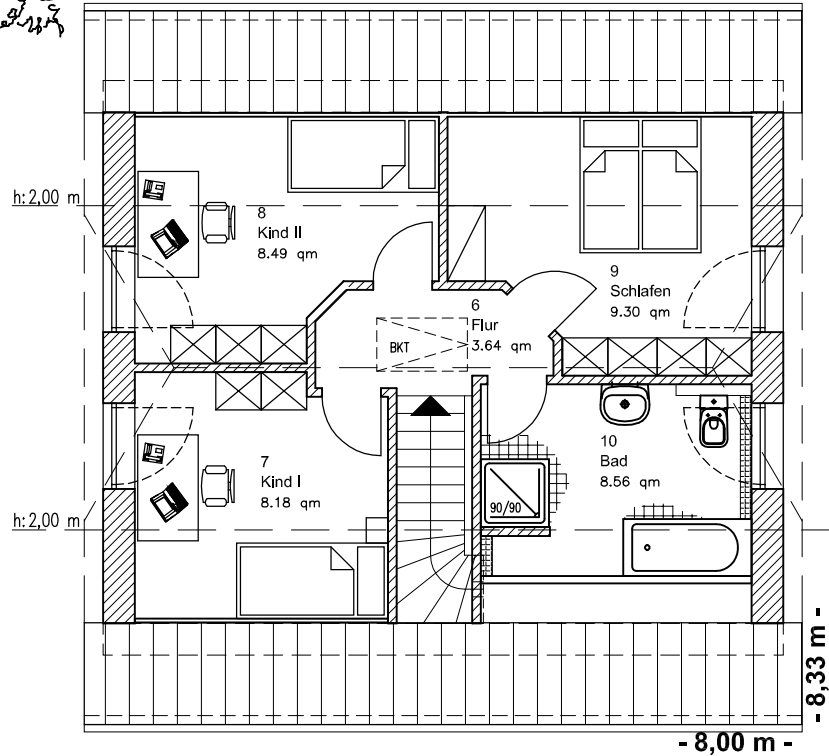 h:2,00 m
8
Kind II
8.49 qm
9
Schlafen
9.30 qm
6
Flur
3.64 qm
BKT
7
Kind I
8.18 qm
10
Bad
8.56 qm
90/90
h:2,00 m
- 8,33 m -
- 8,00 m -